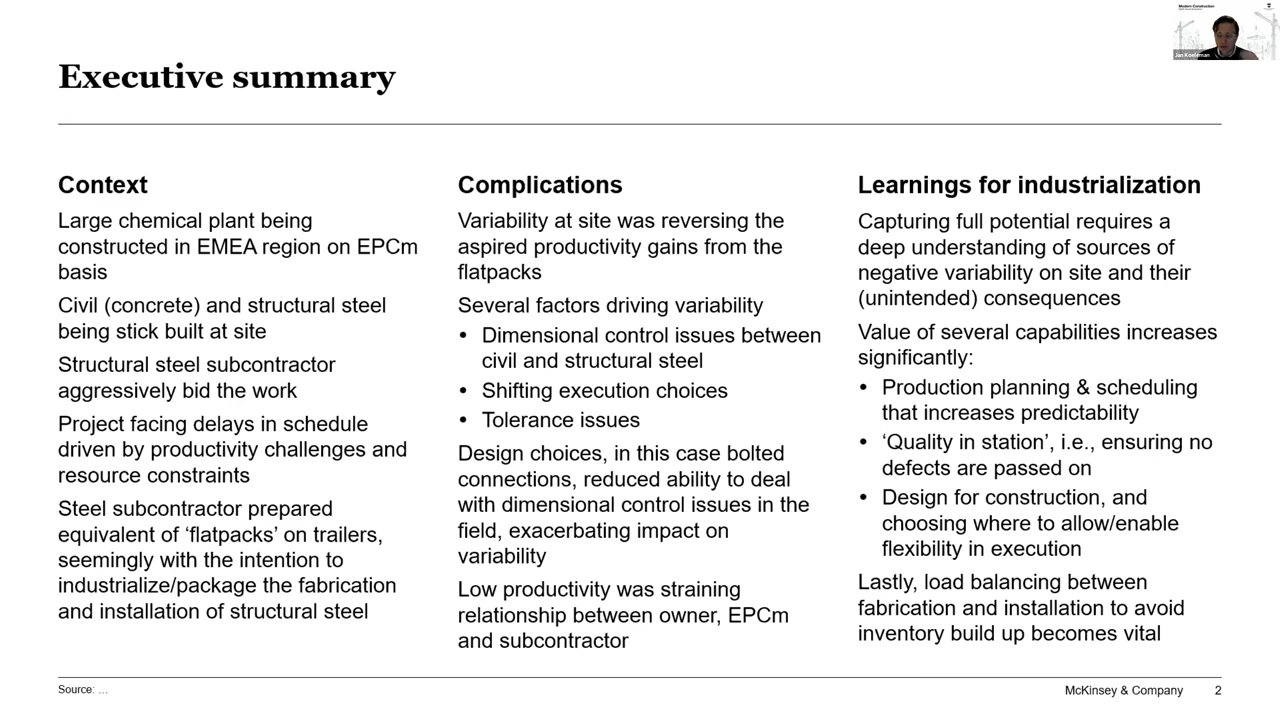 Modern Construction
Jan Koeleman
Executive summary
Context
Large chemical plant being
constructed in EMEA region on EPCm
basis
Civil (concrete) and structural steel
being stick built at site
Structural steel subcontractor
aggressively bid the work
Project facing delays in schedule
driven by productivity challenges and
resource constraints
Steel subcontractor prepared
equivalent of ‘flatpacks’ on trailers,
seemingly with the intention to
industrialize/package the fabrication
and installation of structural steel
Complications
Variability at site was reversing the
aspired productivity gains from the
flatpacks
Several factors driving variability
• Dimensional control issues between
civil and structural steel
• Shifting execution choices
• Tolerance issues
Design choices, in this case bolted
connections, reduced ability to deal
with dimensional control issues in the
field, exacerbating impact on
variability
Low productivity was straining
relationship between owner, EPCm
and subcontractor
Learnings for industrialization
Capturing full potential requires a
deep understanding of sources of
negative variability on site and their
(unintended) consequences
Value of several capabilities increases
significantly:
• Production planning & scheduling
that increases predictability
• ‘Quality in station’, i.e., ensuring no
defects are passed on
• Design for construction, and
choosing where to allow/enable
flexibility in execution
Lastly, load balancing between
fabrication and installation to avoid
inventory build up becomes vital
Source: ...
McKinsey & Company 2